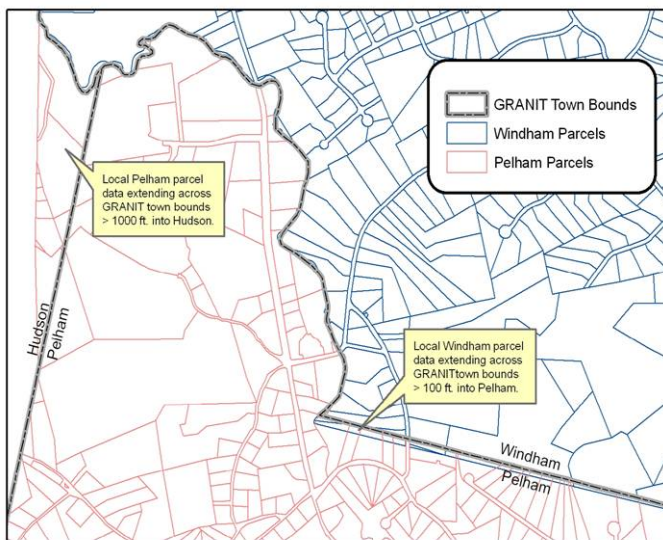 GRANIT Town Bounds
Windham Parcels
Pelham Parcels
Local Pelham parcel
data extending across
GRANIT town bounds
> 1000 ft. into Hudson.
Hudson
Pelham
Local Windham parcel
data extending across
GRANITtown bounds
> 100 ft. into Pelham.
Windham
Pelham